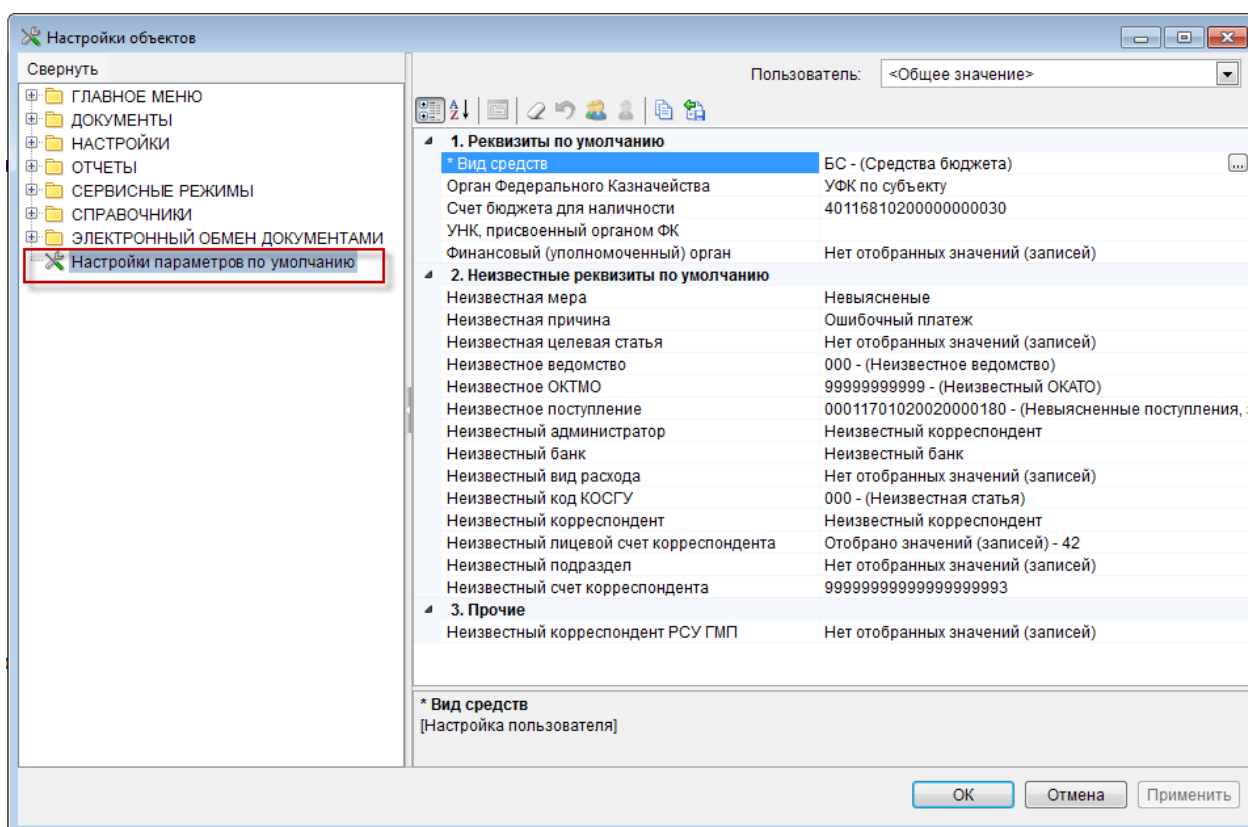 Настройки объектов
Свернуть
Пользователь: <Общее значение>
ГЛАВНОЕ МЕНЮ
ДОКУМЕНТЫ
НАСТРОЙКИ
ОТЧЕТЫ
СЕРВИСНЫЕ РЕЖИМЫ
СПРАВОЧНИКИ
ЭЛЕКТРОННЫЙ ОБМЕН ДОКУМЕНТАМИ
Настройки параметров по умолчанию
1. Реквизиты по умолчанию
* Вид средств БС - (Средства бюджета) ...
Орган Федерального Казначейства УФК по субъекту
Счет бюджета для наличности 40116810200000000030
УНК, присвоенный органом ФК
Финансовый (уполномоченный) орган Нет отобранных значений (записей)
2. Неизвестные реквизиты по умолчанию
Неизвестная мера Невыясненые
Неизвестная причина Ошибочный платеж
Неизвестная целевая статья Нет отобранных значений (записей)
Неизвестное ведомство 000 - (Неизвестное ведомство)
Неизвестное ОКТМО 99999999999 - (Неизвестный ОКАТО)
Неизвестное поступление 00011701020020000180 - (Невыясненные поступления,
Неизвестный администратор Неизвестный корреспондент
Неизвестный банк Неизвестный банк
Неизвестный вид расхода Нет отобранных значений (записей)
Неизвестный код КОСГУ 000 - (Неизвестная статья)
Неизвестный корреспондент Неизвестный корреспондент
Неизвестный лицевой счет корреспондента Отобрано значений (записей) - 42
Неизвестный подраздел Нет отобранных значений (записей)
Неизвестный счет корреспондента 99999999999999999993
3. Прочие
Неизвестный корреспондент РСУ ГМП Нет отобранных значений (записей)
* Вид средств
[Настройка пользователя]
ОК Отмена Применить